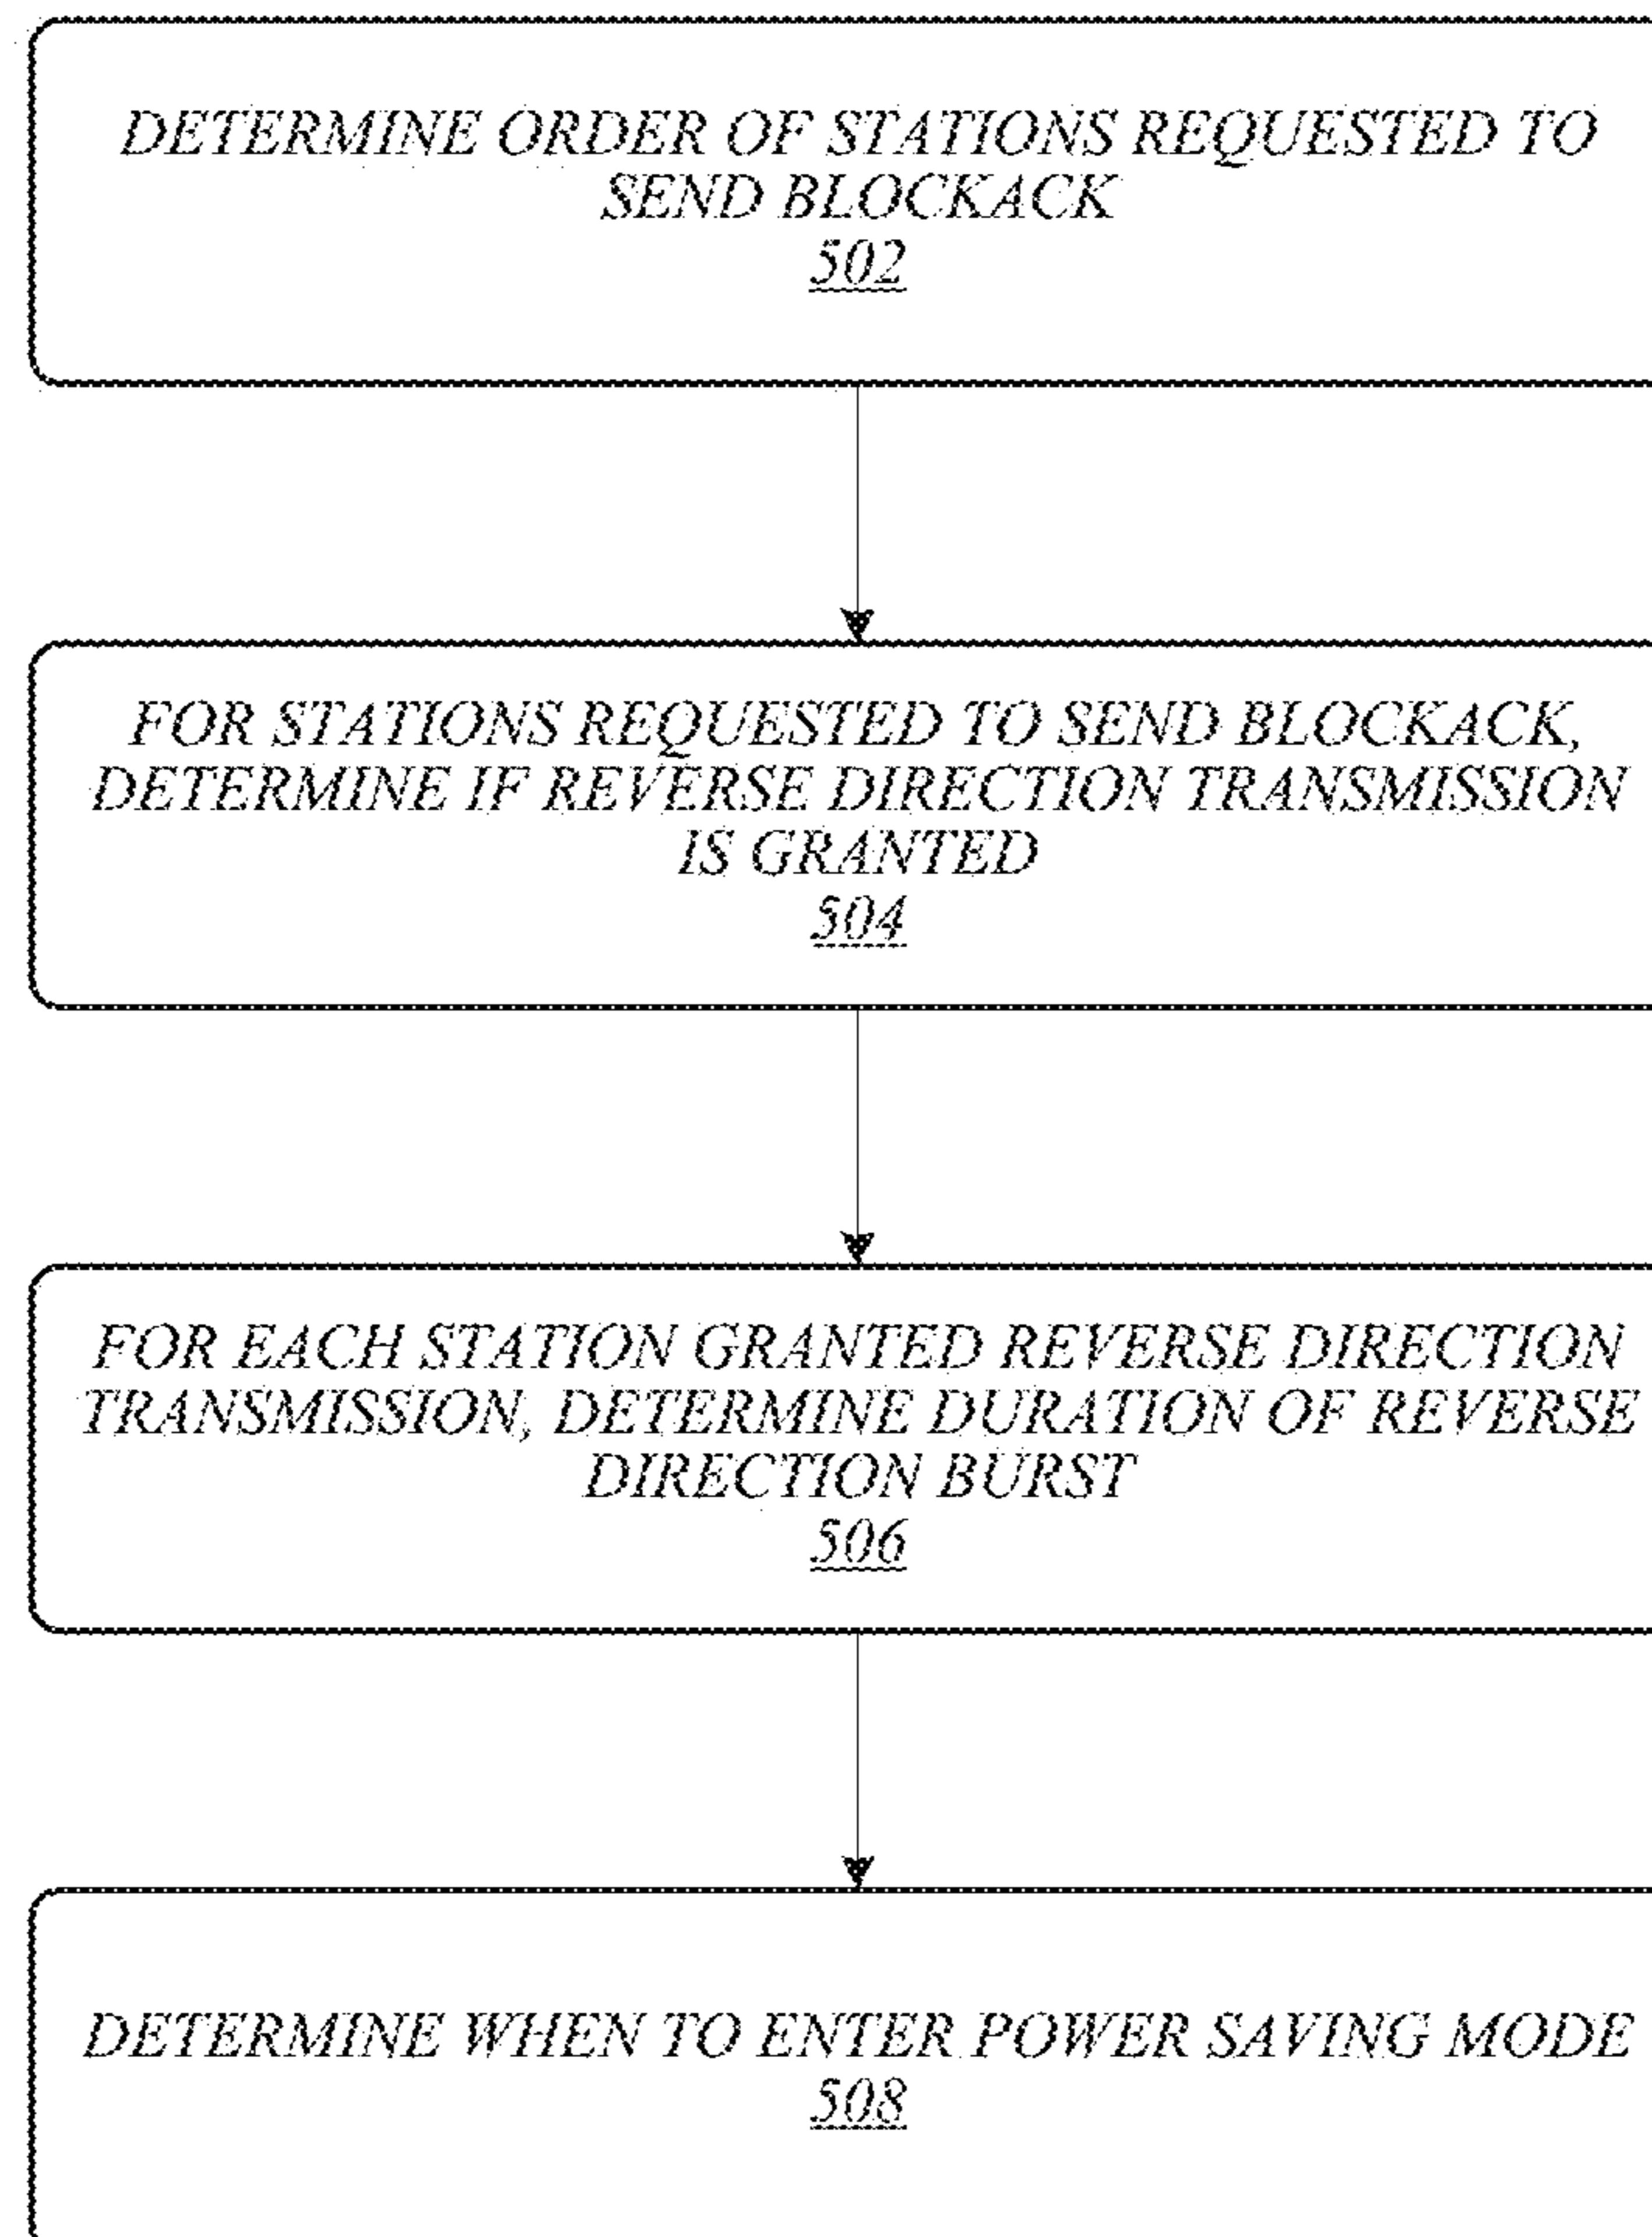 DETERMINE ORDER OF STATIONS REQUESTED TO
SEND BLOCKACK
502
FOR STATIONS REQUESTED TO SEND BLOCKACK,
DETERMINE IF REVERSE DIRECTION TRANSMISSION
IS GRANTED
504
FOR EACH STATION GRANTED REVERSE DIRECTION
TRANSMISSION, DETERMINE DURATION OF REVERSE
DIRECTION BURST
506
DETERMINE WHEN TO ENTER POWER SAVING MODE
508